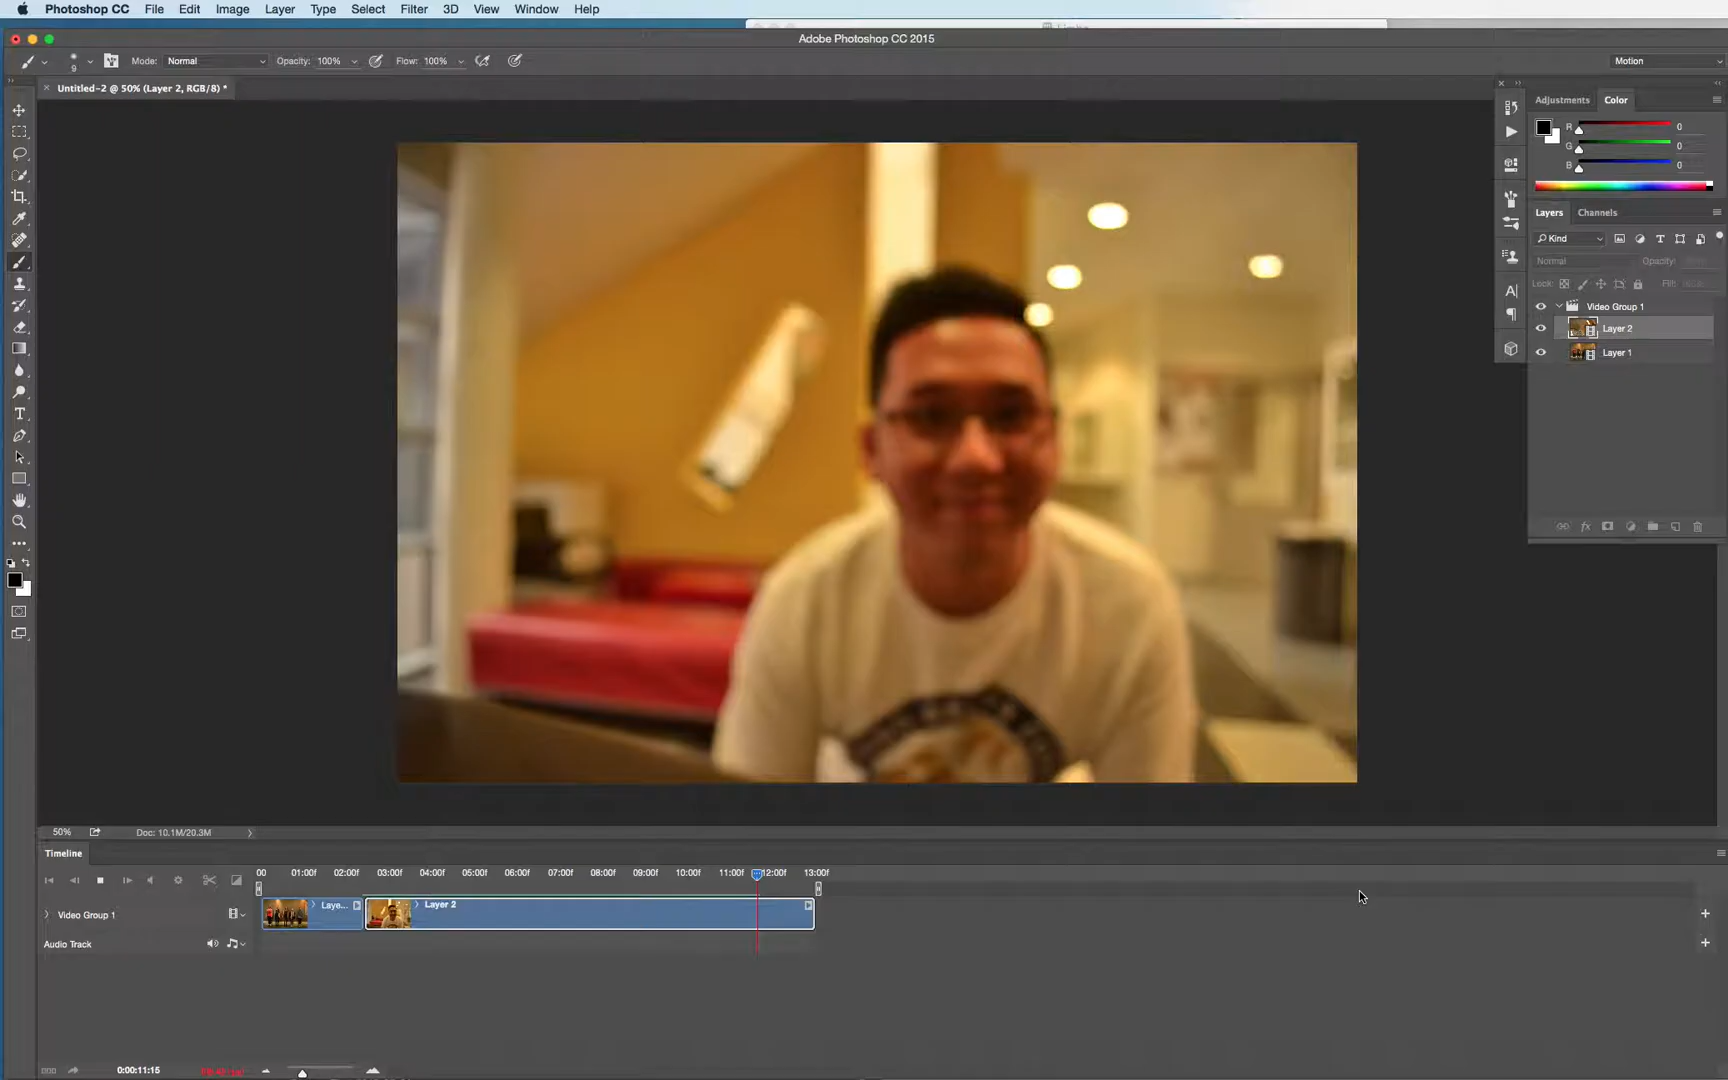 Photoshop CC File Edit Image Layer Type Select Filter 3D View Window Help
Adobe Photoshop CC 2015
9 Mode: Normal Opacity: 100% Flow: 100% Motion
Untitled-2 @ 50% (Layer 2, RGB/8) *
Adjustments Color
R 0
G 0
B 0
Layers Channels
Kind
Normal Opacity:
Lock: Fill:
Video Group 1
Layer 2
Layer 1
50% Doc: 10.1M/20.3M
Timeline
00 01:00f 02:00f 03:00f 04:00f 05:00f 06:00f 07:00f 08:00f 09:00f 10:00f 11:00f 12:00f 13:00f
Video Group 1 Laye... Layer 2
Audio Track
0:00:11:15